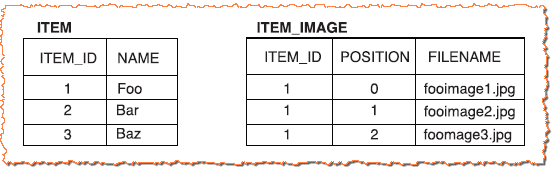 ITEM ITEM_IMAGE
ITEM_ID NAME ITEM_ID POSITION FILENAME
1 Foo 1 0 fooimage1.jpg
2 Bar 1 1 fooimage2.jpg
3 Baz 1 2 foomage3.jpg